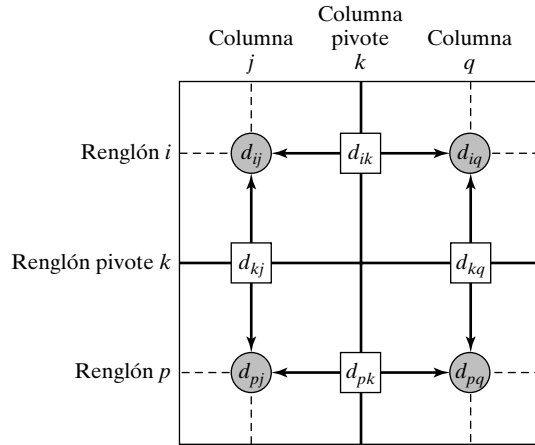 Columna
j
Columna
pivote
k
Columna
q
Renglón i
d_ij
d_ik
d_iq
Renglón pivote k
d_kj
d_kq
Renglón p
d_pj
d_pk
d_pq